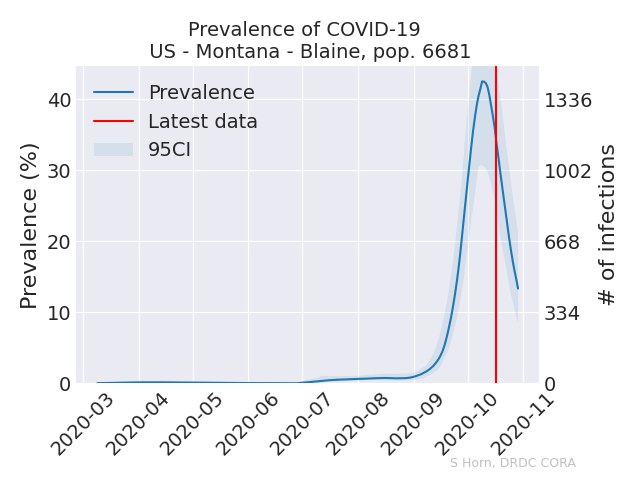 Prevalence of COVID-19
US - Montana - Blaine, pop. 6681
Prevalence
Latest data
95CI
Prevalence (%)
40
30
20
10
0
# of infections
1336
1002
668
334
0
2020-03
2020-04
2020-05
2020-06
2020-07
2020-08
2020-09
2020-10
2020-11
S Horn, DRDC CORA